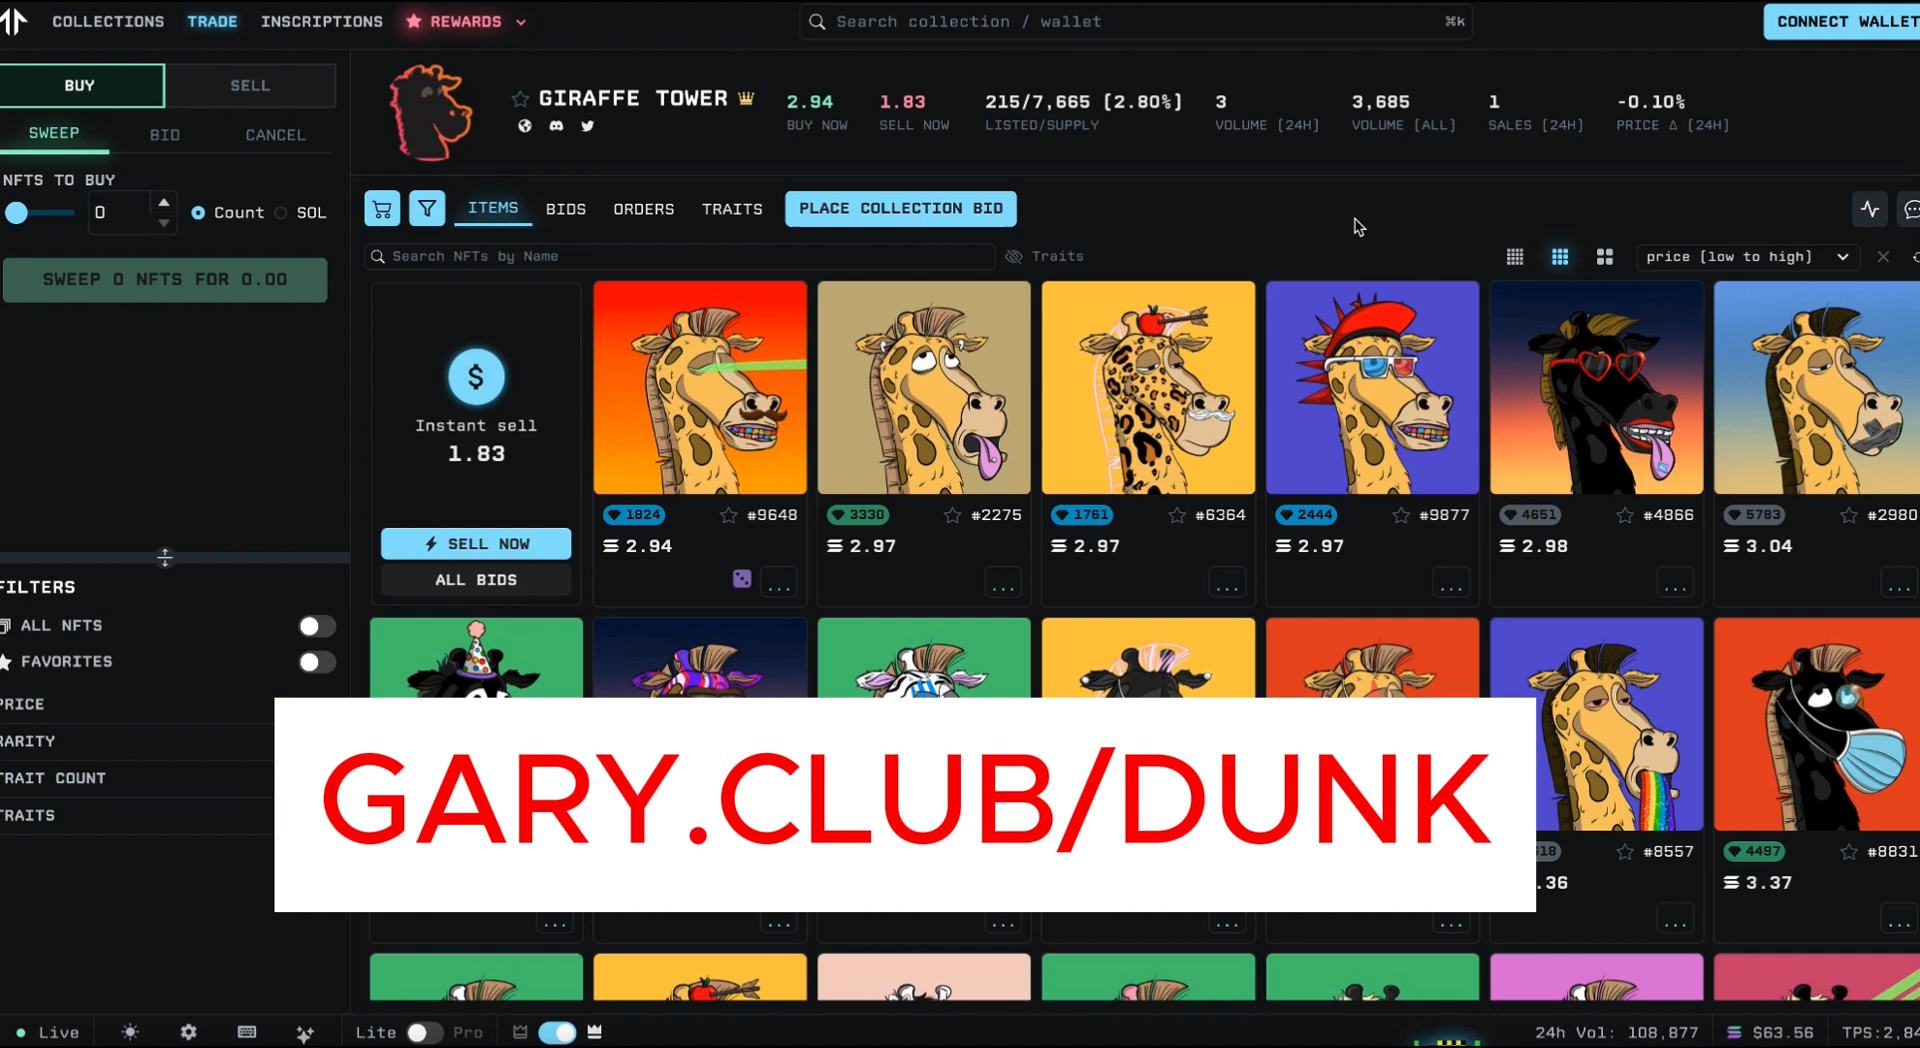 COLLECTIONS TRADE INSCRIPTIONS REWARDS Search collection / wallet ⌘K CONNECT WALLET
BUY SELL
SWEEP BID CANCEL
NFTS TO BUY
0 Count SOL
SWEEP 0 NFTS FOR 0.00
GIRAFFE TOWER
2.94 1.83 215/7,665 [2.80%] 3 3,685 1 -0.10%
BUY NOW SELL NOW LISTED/SUPPLY VOLUME [24H] VOLUME [ALL] SALES [24H] PRICE Δ [24H]
ITEMS BIDS ORDERS TRAITS PLACE COLLECTION BID
Search NFTs by Name Traits price [low to high]
$
Instant sell
1.83
SELL NOW
ALL BIDS
1824 #9648
2.94
...
3330 #2275
2.97
...
1761 #6364
2.97
...
2444 #9877
2.97
...
4651 #4866
2.98
...
5783 #2980
3.04
...
FILTERS
ALL NFTS
FAVORITES
PRICE
RARITY
TRAIT COUNT
TRAITS
GARY.CLUB/DUNK
#8557
.36
...
4497 #8831
3.37
...
... ... ... ... ...
Live Lite Pro 24h Vol: 108,877 $63.56 TPS:2,84